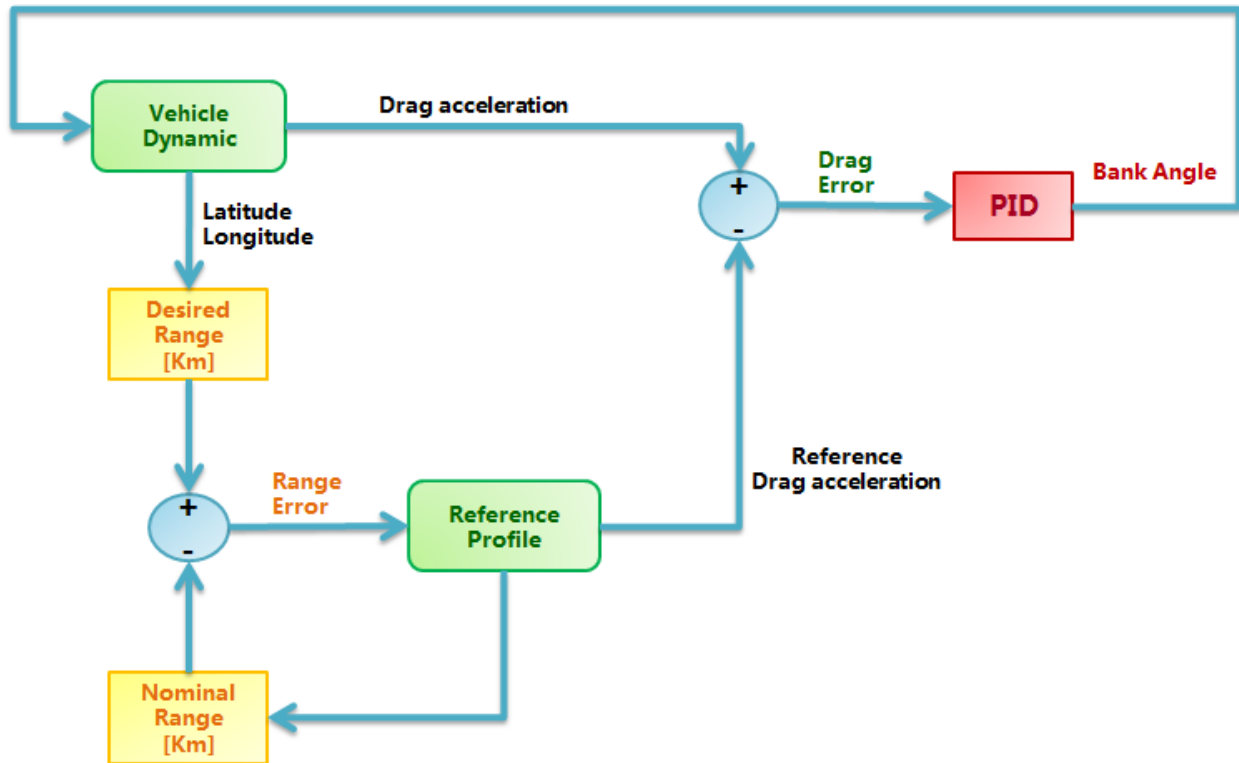 Vehicle
Dynamic
Drag acceleration
Latitude
Longitude
+
-
Drag
Error
PID
Bank Angle
Desired
Range
[Km]
+
-
Range
Error
Reference
Profile
Reference
Drag acceleration
Nominal
Range
[Km]